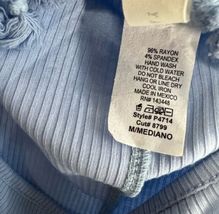 96% RAYON
4% SPANDEX
HAND WASH
WITH COLD WATER
DO NOT BLEACH
HANG OR LINE DRY
COOL IRON
MADE IN MEXICO
RN# 143448
Style# P4714
Cut# 8799
M/MEDIANO